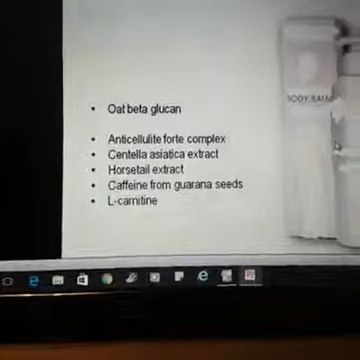 • Oat beta glucan
• Anticellulite forte complex
• Centella asiatica extract
• Horsetail extract
• Caffeine from guarana seeds
• L-carnitine
BODY BALM